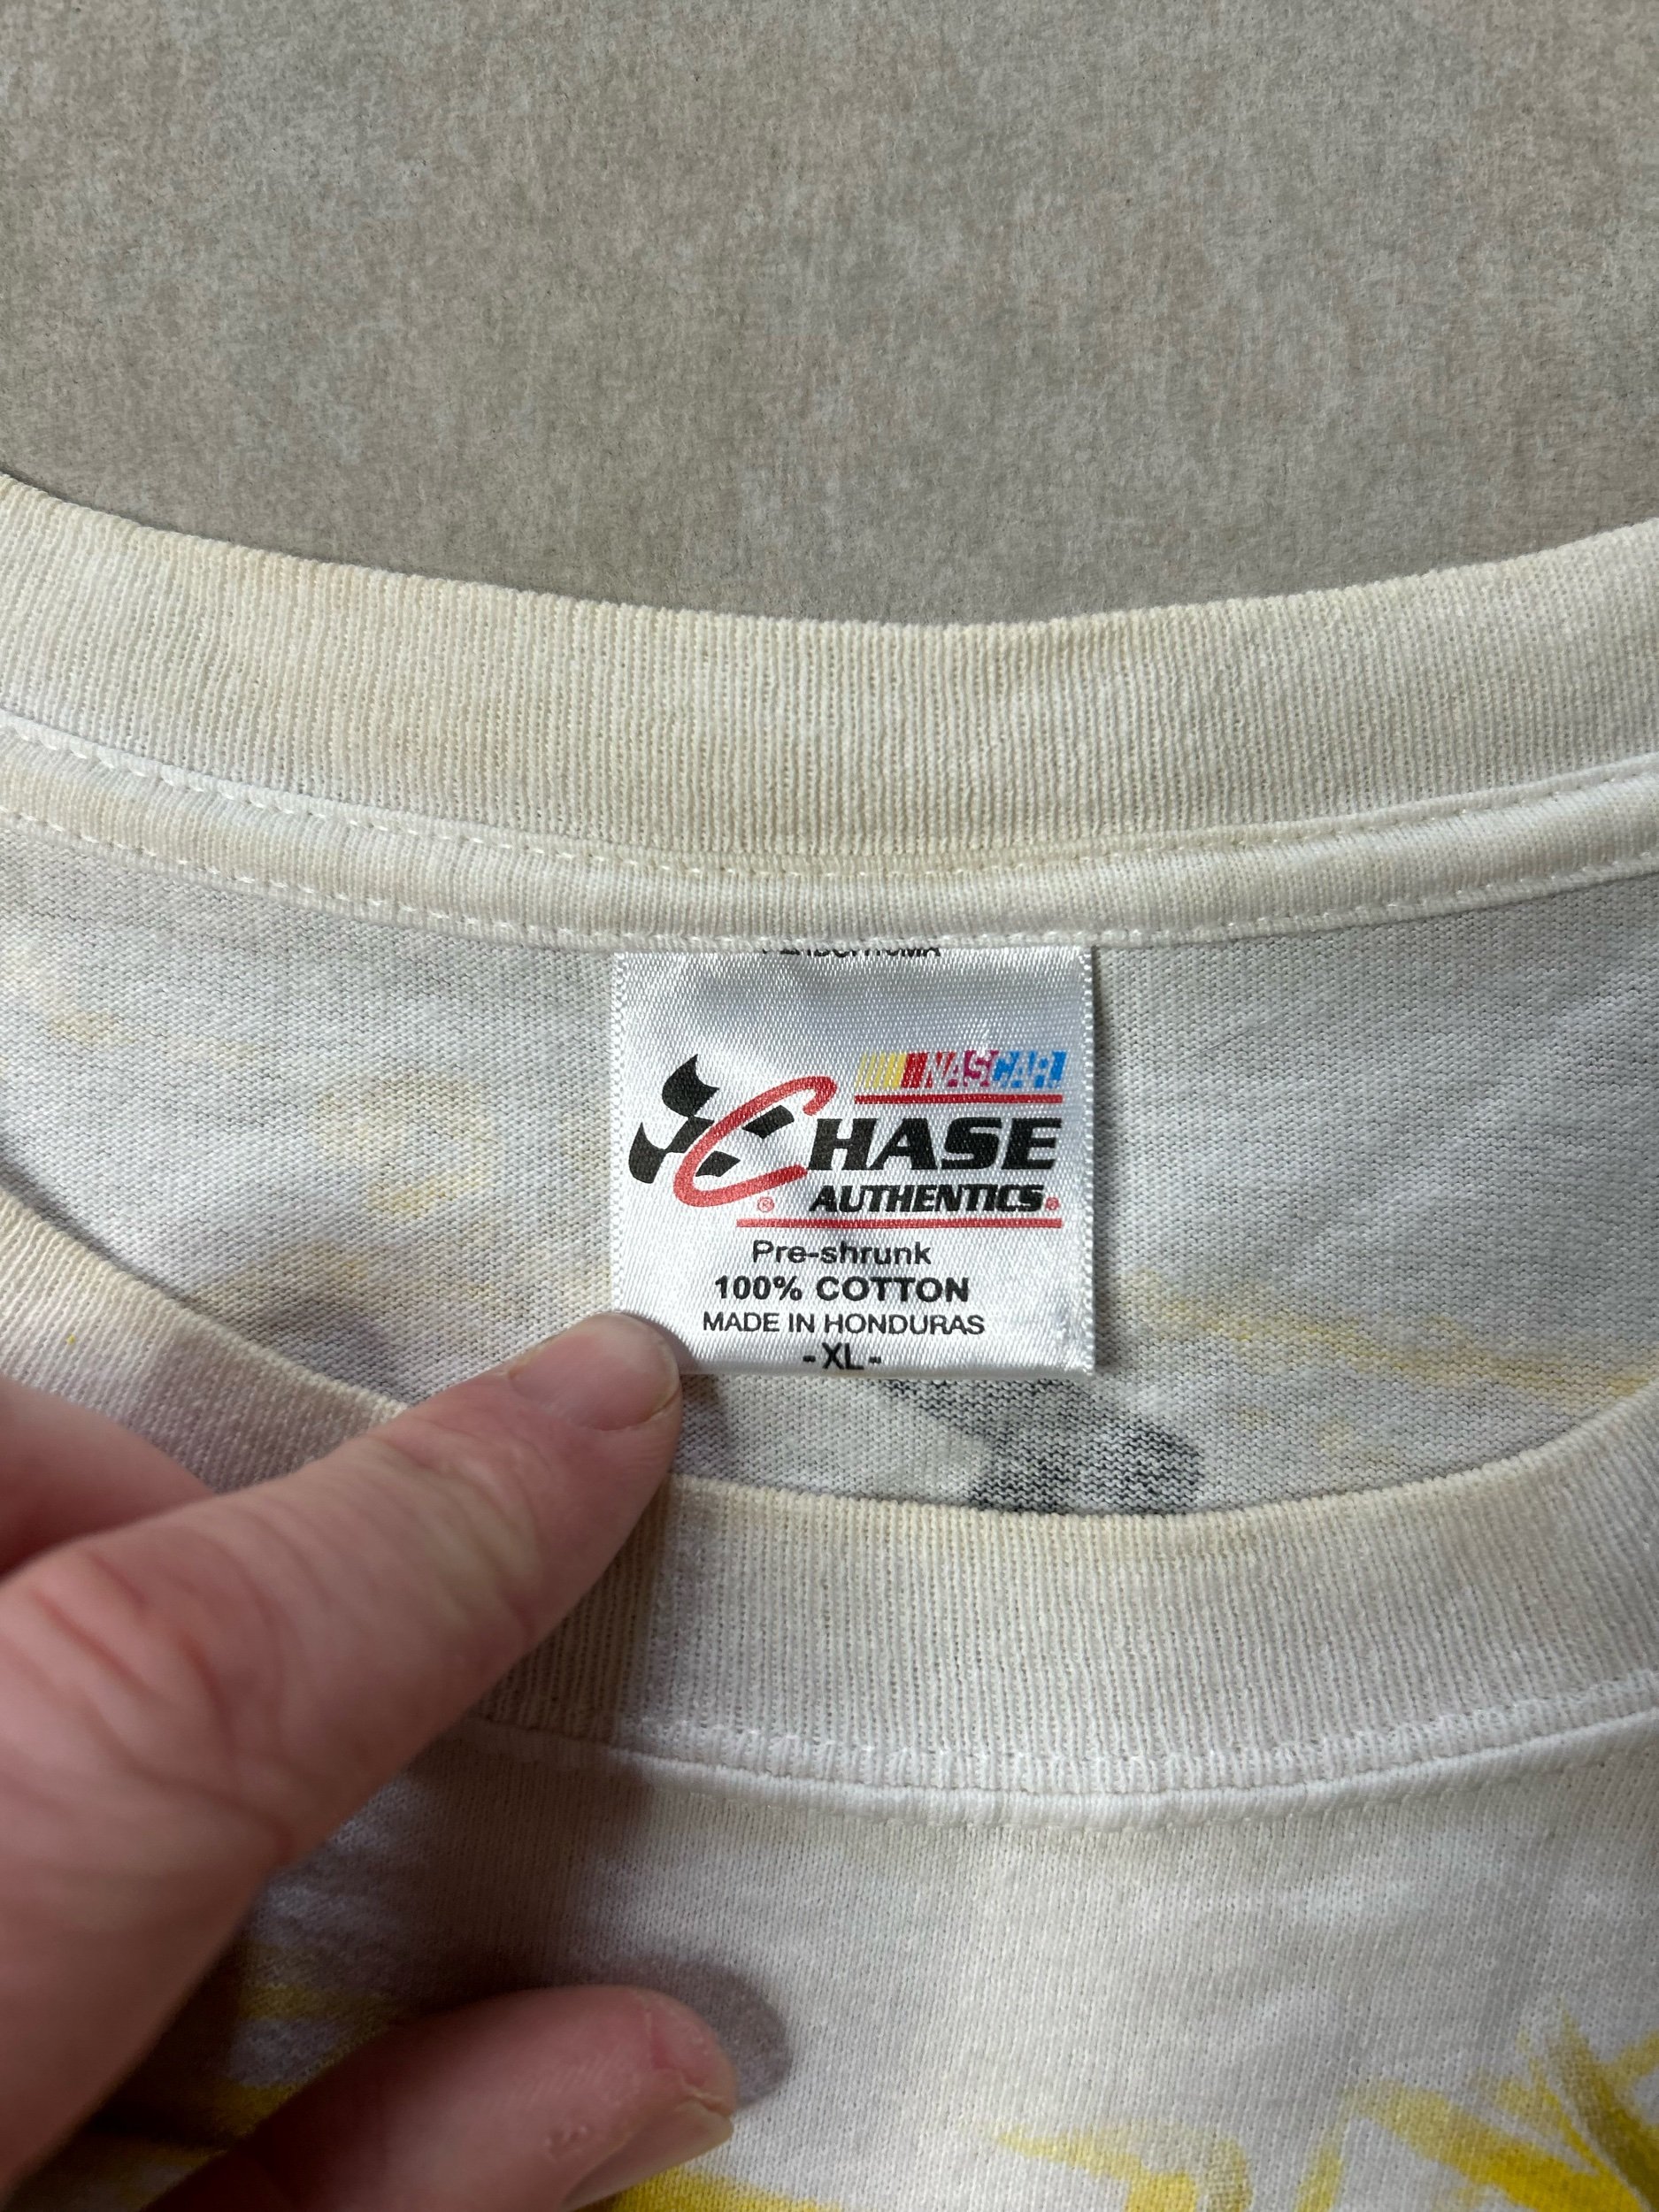 NASCAR
CHASE
AUTHENTICS®
®
Pre-shrunk
100% COTTON
MADE IN HONDURAS
-XL-